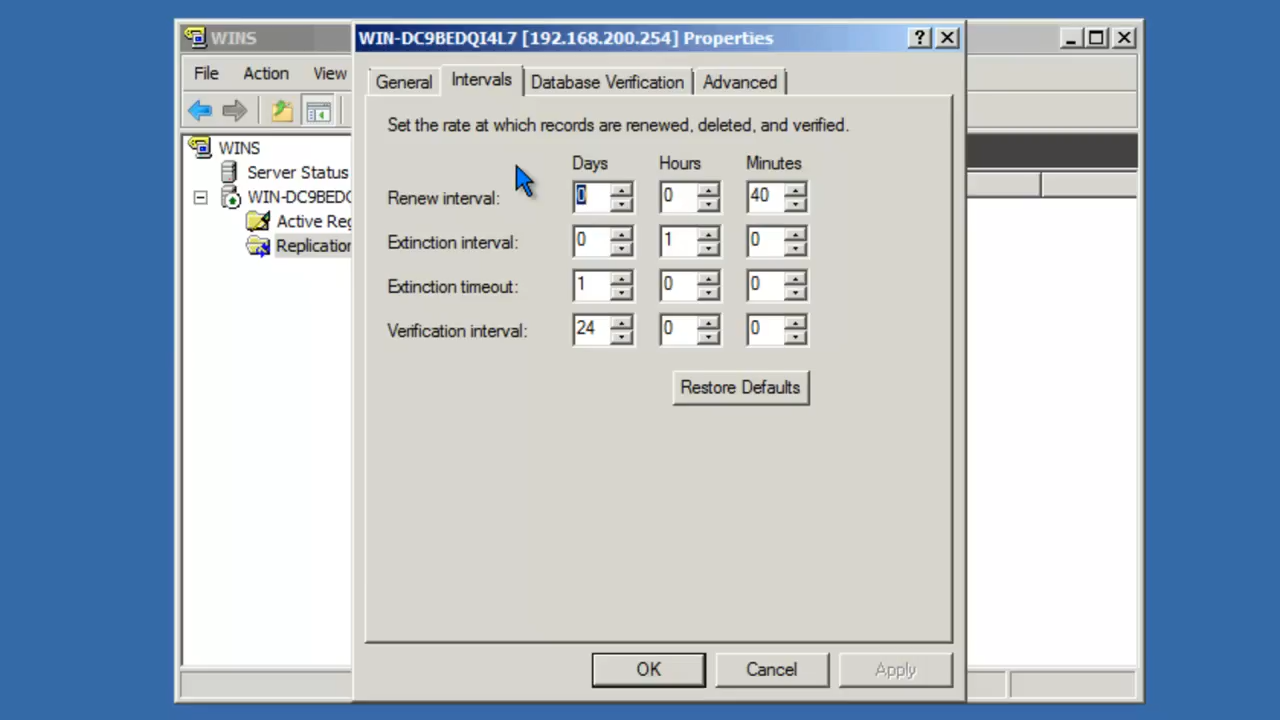 WINS
WIN-DC9BEDQI4L7 [192.168.200.254] Properties
File Action View
General Intervals Database Verification Advanced
Set the rate at which records are renewed, deleted, and verified.
WINS
Server Status
WIN-DC9BEDQ
Active Reg
Replication
Days Hours Minutes
Renew interval: 0 0 40
Extinction interval: 0 1 0
Extinction timeout: 1 0 0
Verification interval: 24 0 0
Restore Defaults
OK Cancel Apply